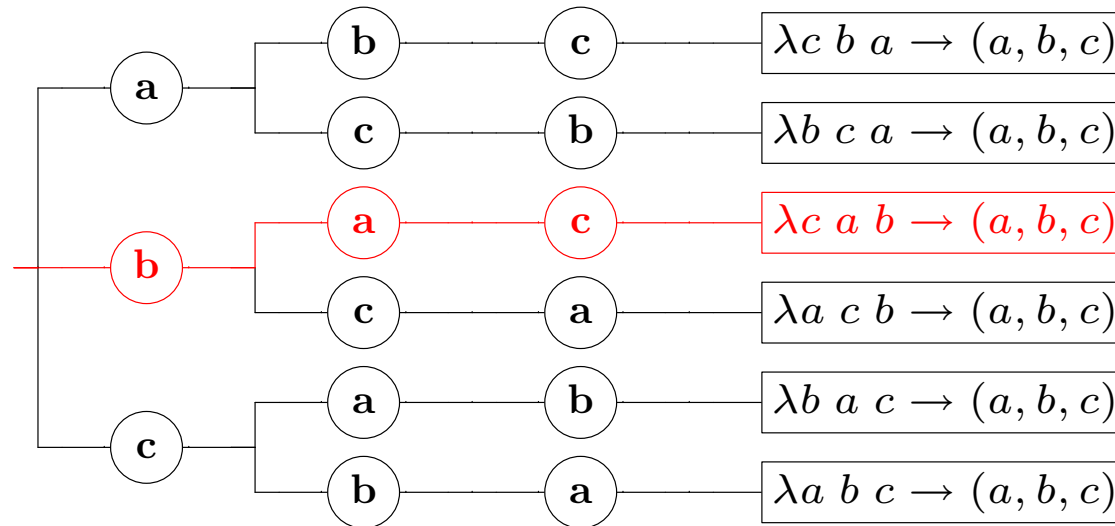 b c λc b a → (a, b, c)
a
c b λb c a → (a, b, c)
a c λc a b → (a, b, c)
b
c a λa c b → (a, b, c)
a b λb a c → (a, b, c)
c
b a λa b c → (a, b, c)